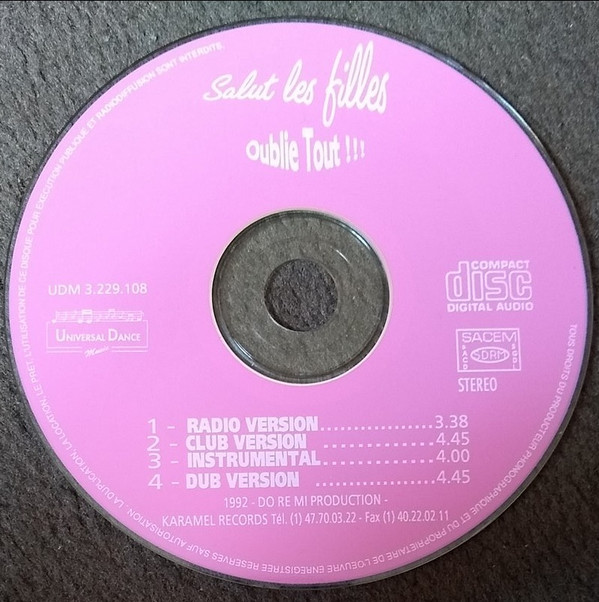 Salut les filles
Oublie Tout !!!
UDM 3.229.108
UNIVERSAL DANCE
Music
COMPACT
disc
DIGITAL AUDIO
SACEM
SACD
SDRM
SGDL
STEREO
1 - RADIO VERSION.................3.38
2 - CLUB VERSION ................4.45
3 - INSTRUMENTAL.................4.00
4 - DUB VERSION ..................4.45
1992 - DO RE MI PRODUCTION -
KARAMEL RECORDS Tél. (1) 47.70.03.22 - Fax (1) 40.22.02 11
TOUS DROITS DU PRODUCTEUR PHONOGRAPHIQUE ET DU PROPRIETAIRE DE L'OEUVRE ENREGISTREE RESERVES SAUF AUTORISATION. LA DUPLICATION, LA LOCATION, LE PRET, L'UTILISATION DE CE DISQUE POUR EXECUTION PUBLIQUE ET RADIODIFFUSION SONT INTERDITE.